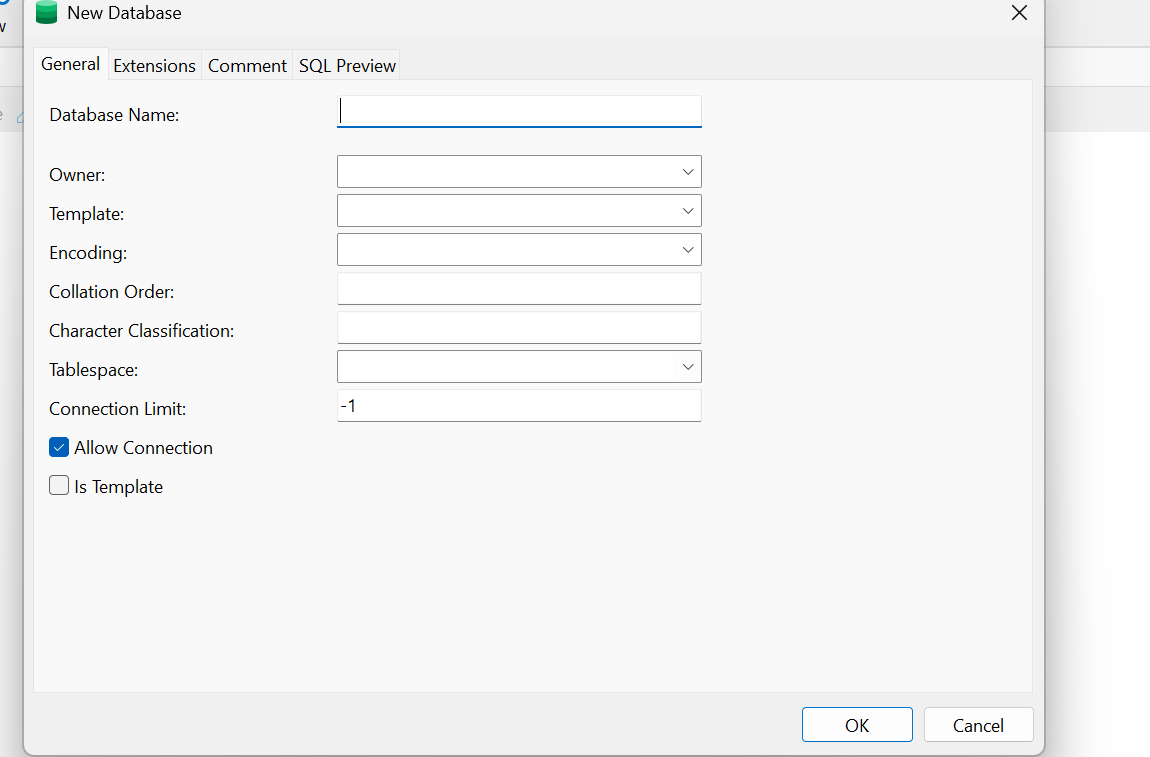 New Database
General Extensions Comment SQL Preview
Database Name:
Owner:
Template:
Encoding:
Collation Order:
Character Classification:
Tablespace:
Connection Limit: -1
Allow Connection
Is Template
OK Cancel